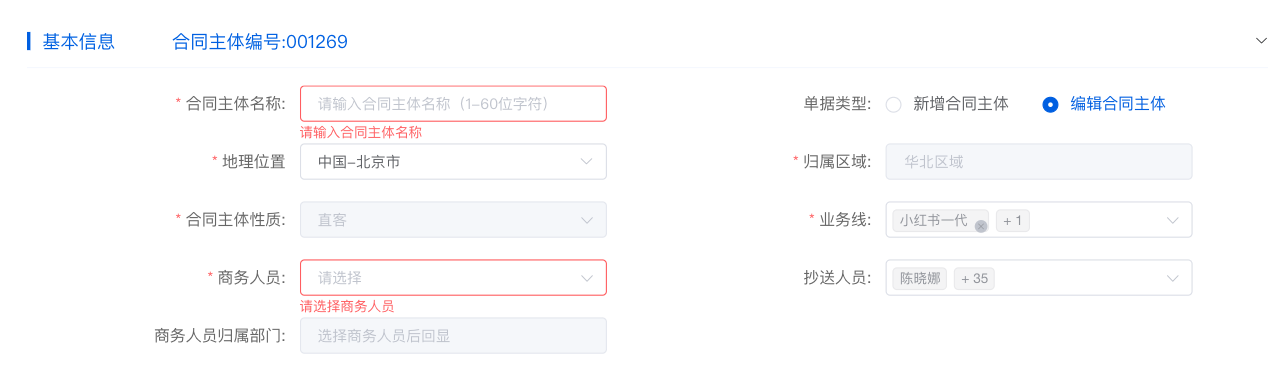 基本信息 合同主体编号:001269
* 合同主体名称: 请输入合同主体名称（1-60位字符） 单据类型: 新增合同主体 编辑合同主体
请输入合同主体名称
* 地理位置 中国-北京市 * 归属区域: 华北区域
* 合同主体性质: 直客 * 业务线: 小红书一代 + 1
* 商务人员: 请选择 抄送人员: 陈晓娜 + 35
请选择商务人员
商务人员归属部门: 选择商务人员后回显